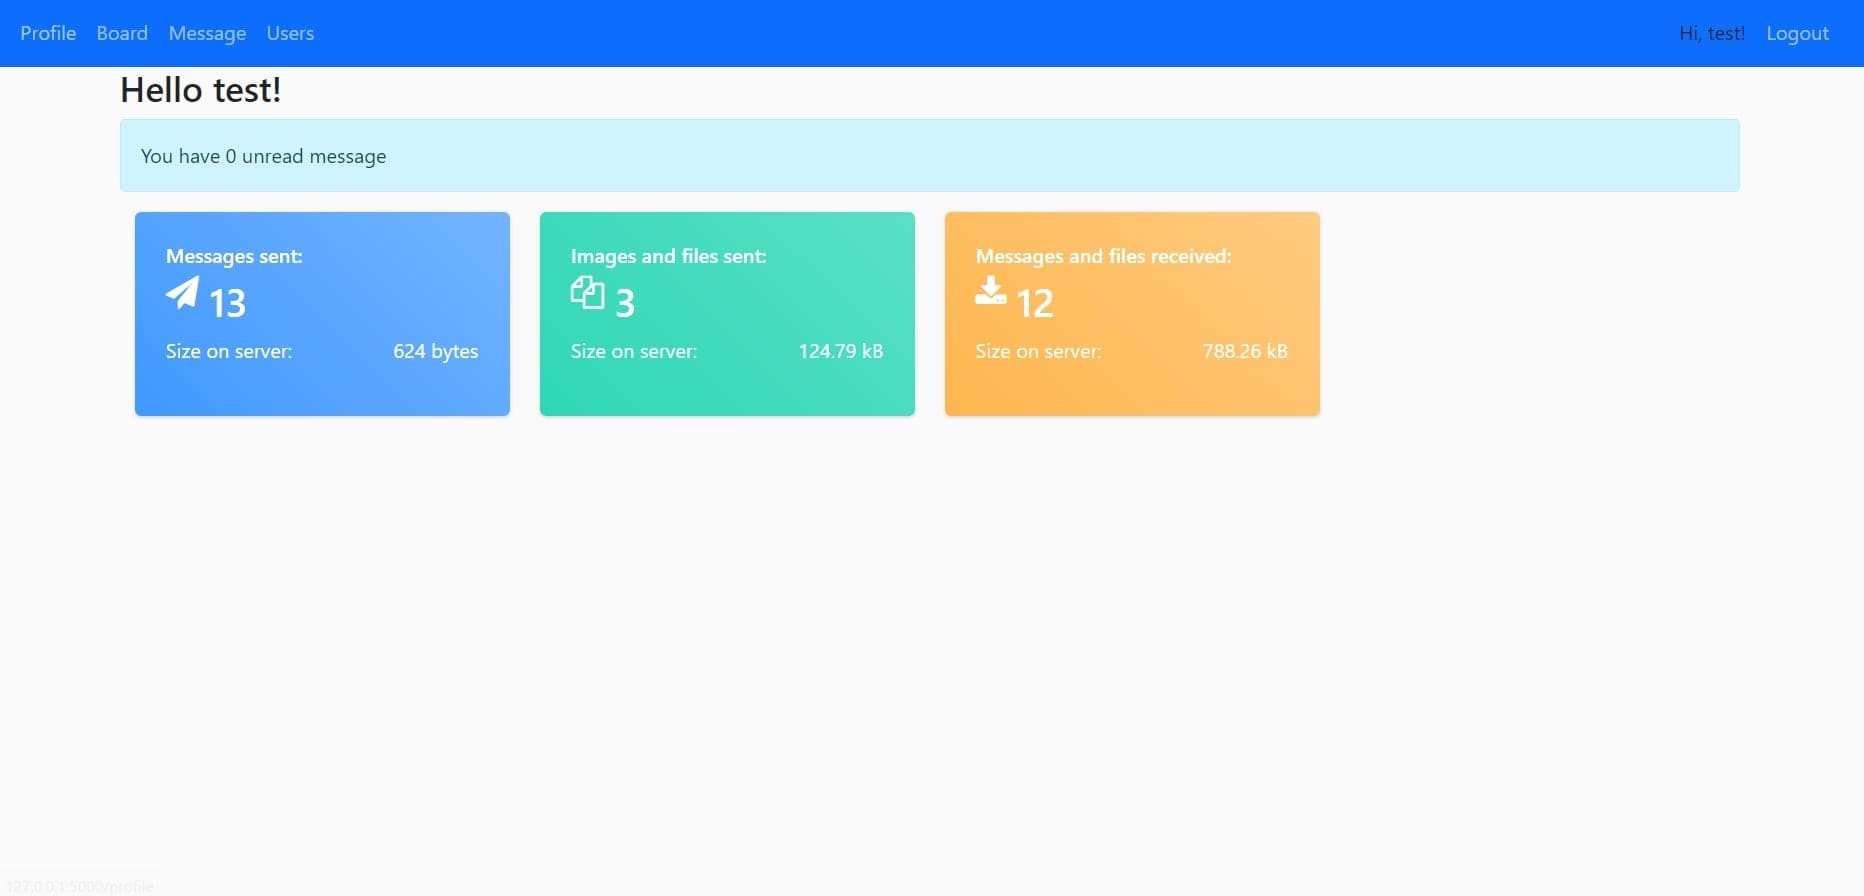 Profile Board Message Users Hi, test! Logout
Hello test!
You have 0 unread message
Messages sent:
13
Size on server: 624 bytes
Images and files sent:
3
Size on server: 124.79 kB
Messages and files received:
12
Size on server: 788.26 kB
127.0.0.1:5000/profile